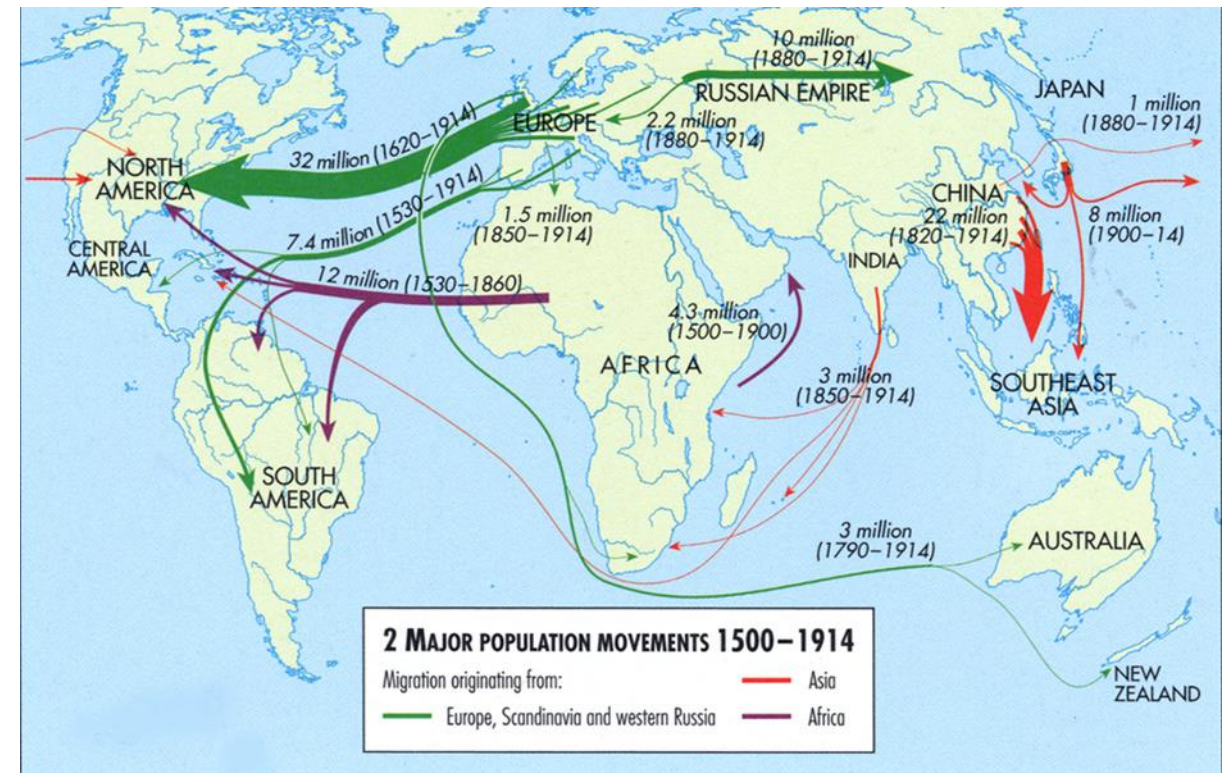 10 million
(1880–1914)
RUSSIAN EMPIRE
JAPAN
1 million
(1880–1914)
EUROPE
2.2 million
(1880–1914)
32 million (1620–1914)
NORTH
AMERICA
CHINA
22 million
(1820–1914)
8 million
(1900–14)
7.4 million (1530–1914)
1.5 million
(1850–1914)
CENTRAL
AMERICA
INDIA
12 million (1530–1860)
4.3 million
(1500–1900)
AFRICA
3 million
(1850–1914)
SOUTHEAST
ASIA
SOUTH
AMERICA
3 million
(1790–1914)
AUSTRALIA
NEW
ZEALAND
2 MAJOR POPULATION MOVEMENTS 1500–1914
Migration originating from:
Asia
Europe, Scandinavia and western Russia
Africa